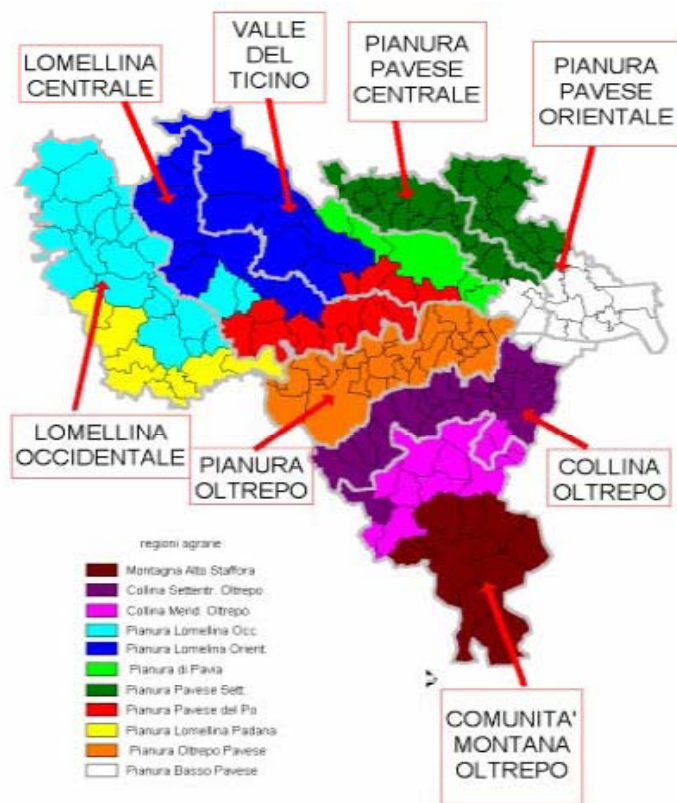 LOMELLINA
CENTRALE
VALLE
DEL
TICINO
PIANURA
PAVESE
CENTRALE
PIANURA
PAVESE
ORIENTALE
LOMELLINA
OCCIDENTALE
PIANURA
OLTREPO
COLLINA
OLTREPO
COMUNITA'
MONTANA
OLTREPO
regioni agrarie
Montagna Alto Staffora
Collina Settentr. Oltrepo
Collina Merid. Oltrepo
Pianura Lomellina Occ
Pianura Lomelina Orient.
Pianura di Pavia
Pianura Pavese Sett.
Pianura Pavese del Po
Pianura Lomellina Padana
Pianura Oltrepo Pavese
Pianura Basso Pavese